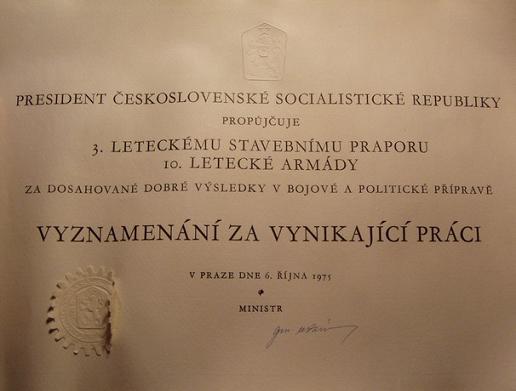 PRESIDENT ČESKOSLOVENSKÉ SOCIALISTICKÉ REPUBLIKY
PROPŮJČUJE
3. LETECKÉMU STAVEBNÍMU PRAPORU
10. LETECKÉ ARMÁDY
ZA DOSAHOVANÉ DOBRÉ VÝSLEDKY V BOJOVÉ A POLITICKÉ PŘÍPRAVĚ
VYZNAMENÁNÍ ZA VYNIKAJÍCÍ PRÁCI
V PRAZE DNE 6. ŘÍJNA 1975
MINISTR